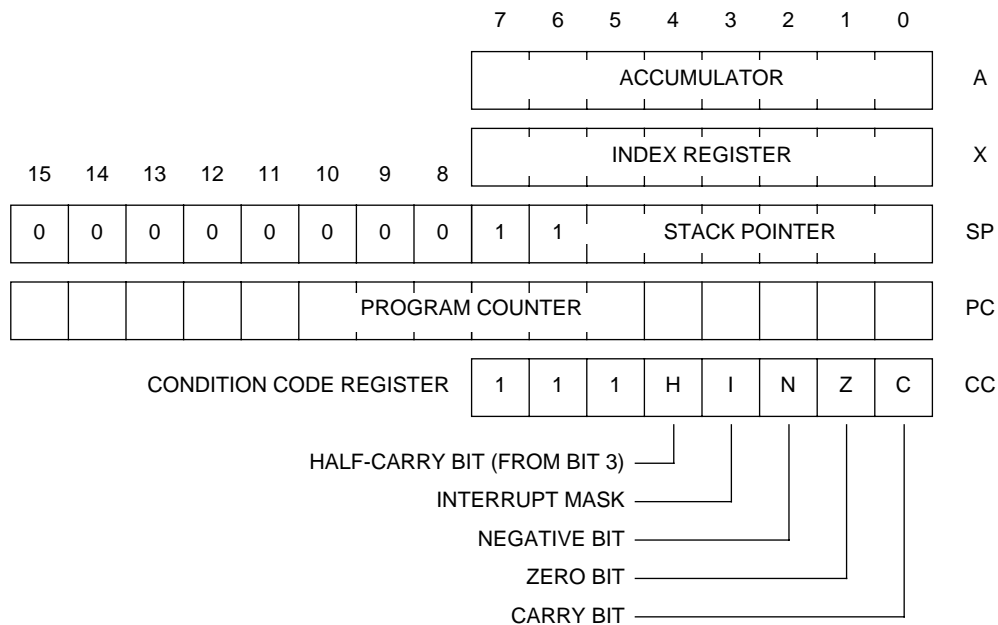 7 6 5 4 3 2 1 0
ACCUMULATOR A
INDEX REGISTER X
15 14 13 12 11 10 9 8
0 0 0 0 0 0 0 0 1 1 STACK POINTER SP
PROGRAM COUNTER PC
CONDITION CODE REGISTER 1 1 1 H I N Z C CC
HALF-CARRY BIT (FROM BIT 3)
INTERRUPT MASK
NEGATIVE BIT
ZERO BIT
CARRY BIT